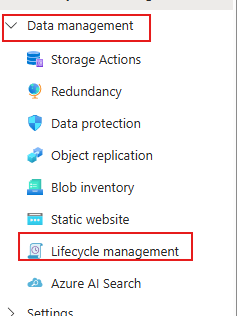 Data management
Storage Actions
Redundancy
Data protection
Object replication
Blob inventory
Static website
Lifecycle management
Azure AI Search
Settings